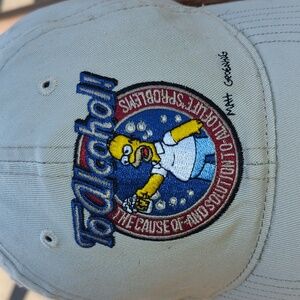 To Alcohol!
THE CAUSE OF-AND SOLUTION TO-ALL OF LIFE'S PROBLEMS
MATT GROENING